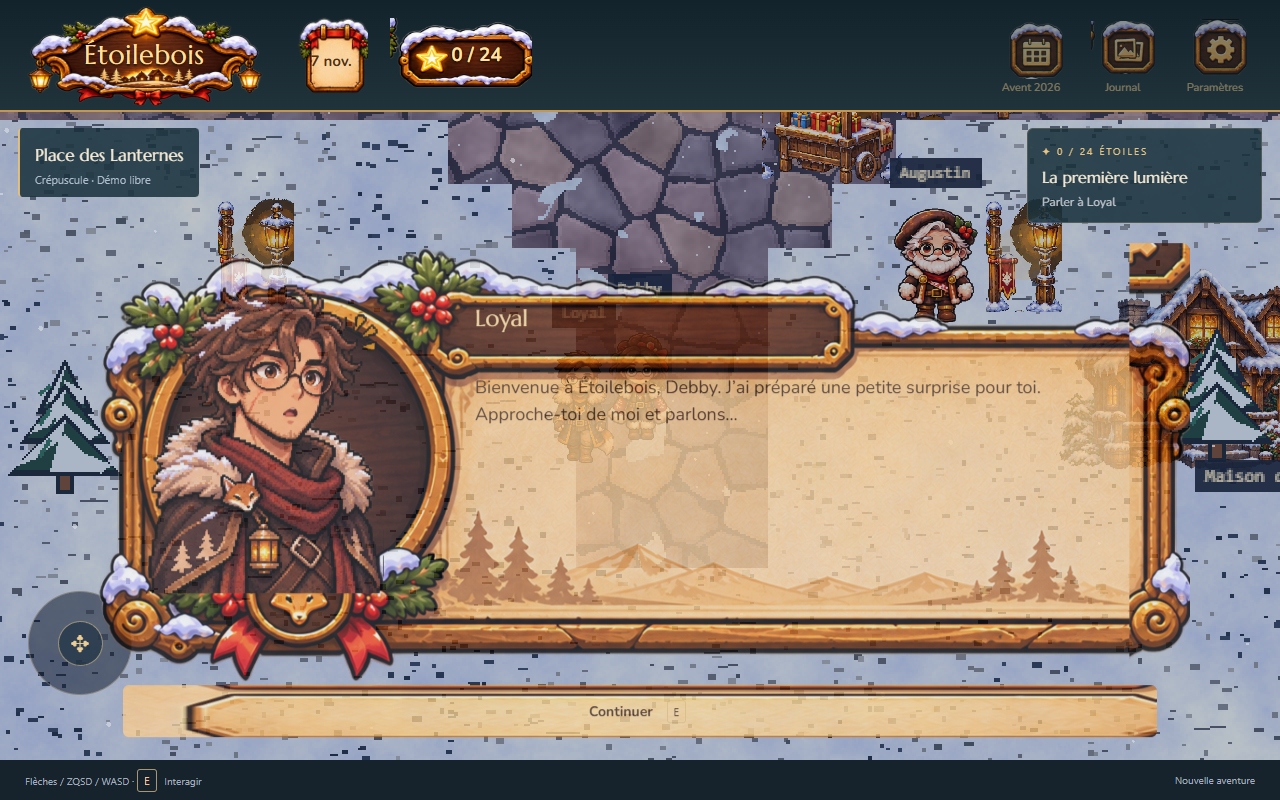 Étoilebois
7 nov.
0 / 24
Avent 2026
Journal
Paramètres
Place des Lanternes
Crépuscule · Démo libre
Augustin
✦ 0 / 24 ÉTOILES
La première lumière
Parler à Loyal
Loyal
Loyal
Bienvenue à Étoilebois, Debby. J'ai préparé une petite surprise pour toi.
Approche-toi de moi et parlons...
Maison
Continuer E
Flèches / ZQSD / WASD · E Interagir
Nouvelle aventure